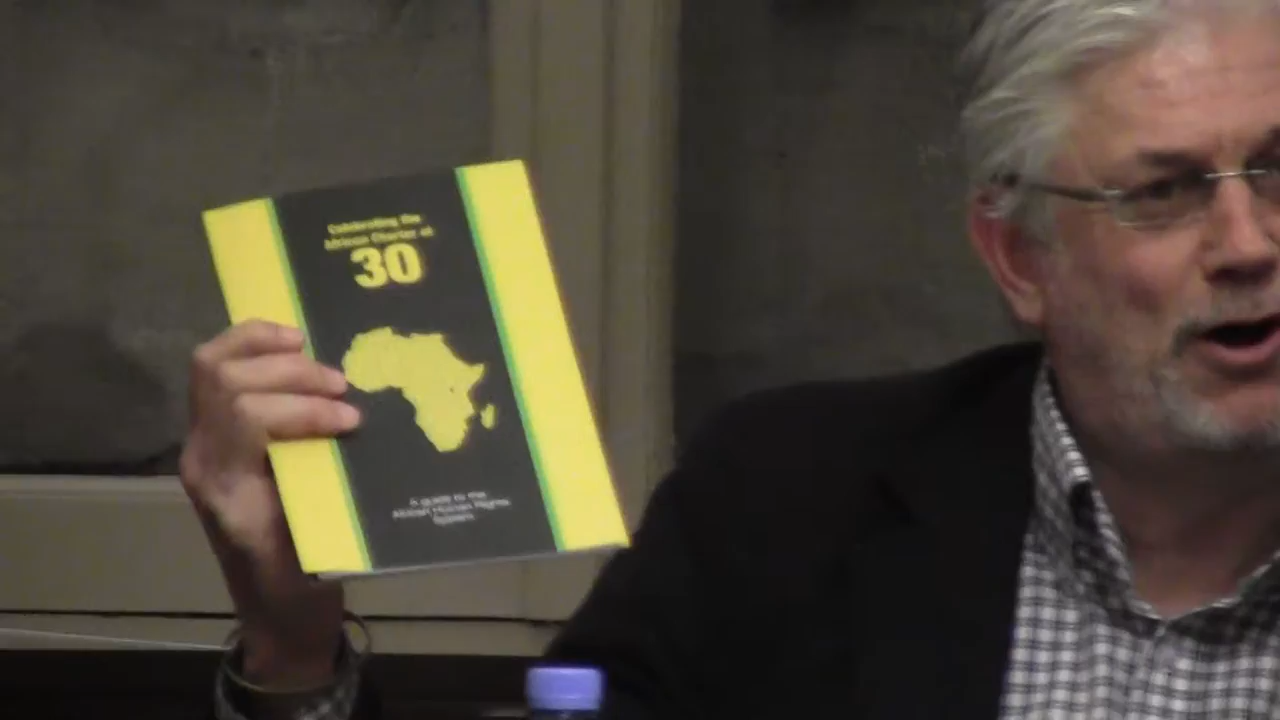 Celebrating the
African Charter at
30
A guide to the
African Human Rights
System